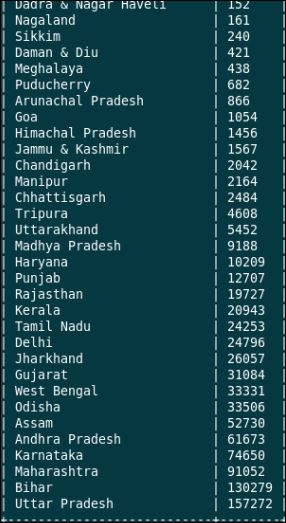 Dadra & Nagar Haveli | 152
| Nagaland | 161
| Sikkim | 240
| Daman & Diu | 421
| Meghalaya | 438
| Puducherry | 682
| Arunachal Pradesh | 866
| Goa | 1054
| Himachal Pradesh | 1456
| Jammu & Kashmir | 1567
| Chandigarh | 2042
| Manipur | 2164
| Chhattisgarh | 2484
| Tripura | 4608
| Uttarakhand | 5452
| Madhya Pradesh | 9188
| Haryana | 10209
| Punjab | 12707
| Rajasthan | 19727
| Kerala | 20943
| Tamil Nadu | 24253
| Delhi | 24796
| Jharkhand | 26057
| Gujarat | 31084
| West Bengal | 33331
| Odisha | 33506
| Assam | 52730
| Andhra Pradesh | 61673
| Karnataka | 74650
| Maharashtra | 91052
| Bihar | 130279
| Uttar Pradesh | 157272